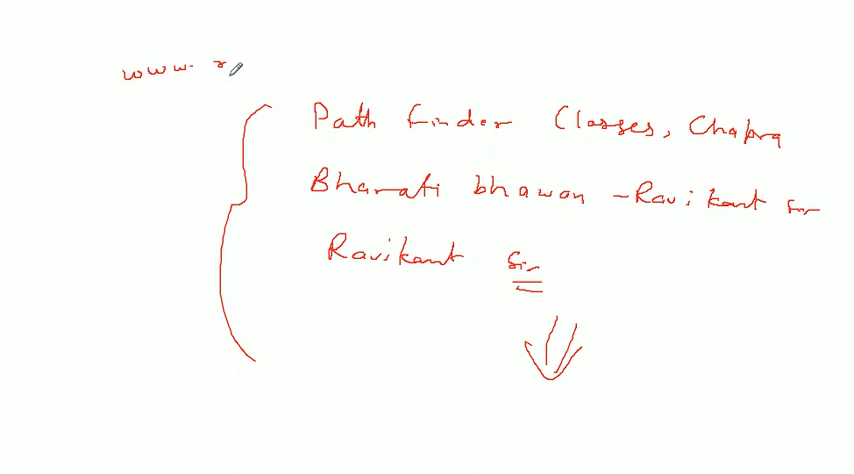 www. r
Path finder Classes, Chapra
Bharati bhawan - Ravikant sir
Ravikant Sir